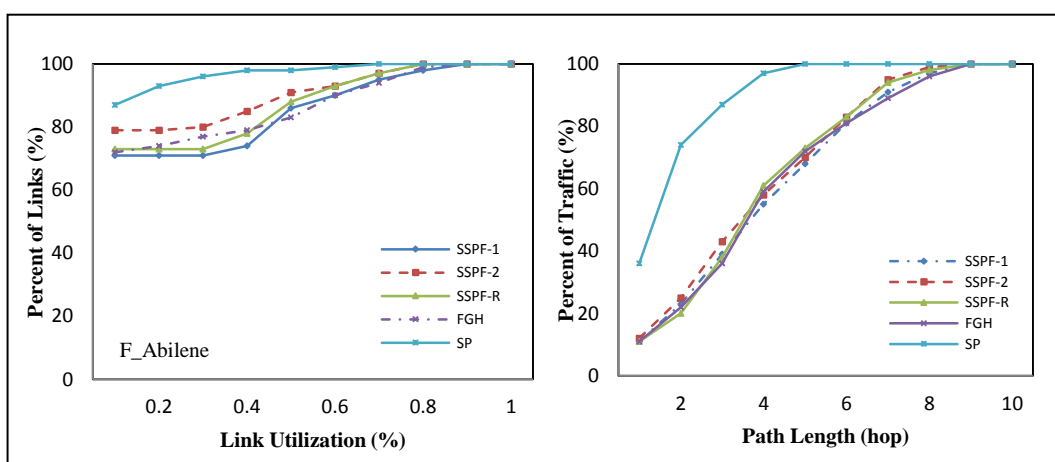 Percent of Links (%)
100
80
60
40
20
0
SSPF-1
SSPF-2
SSPF-R
FGH
SP
F_Abilene
0.2 0.4 0.6 0.8 1
Link Utilization (%)
Percent of Traffic (%)
100
80
60
40
20
0
SSPF-1
SSPF-2
SSPF-R
FGH
SP
2 4 6 8 10
Path Length (hop)